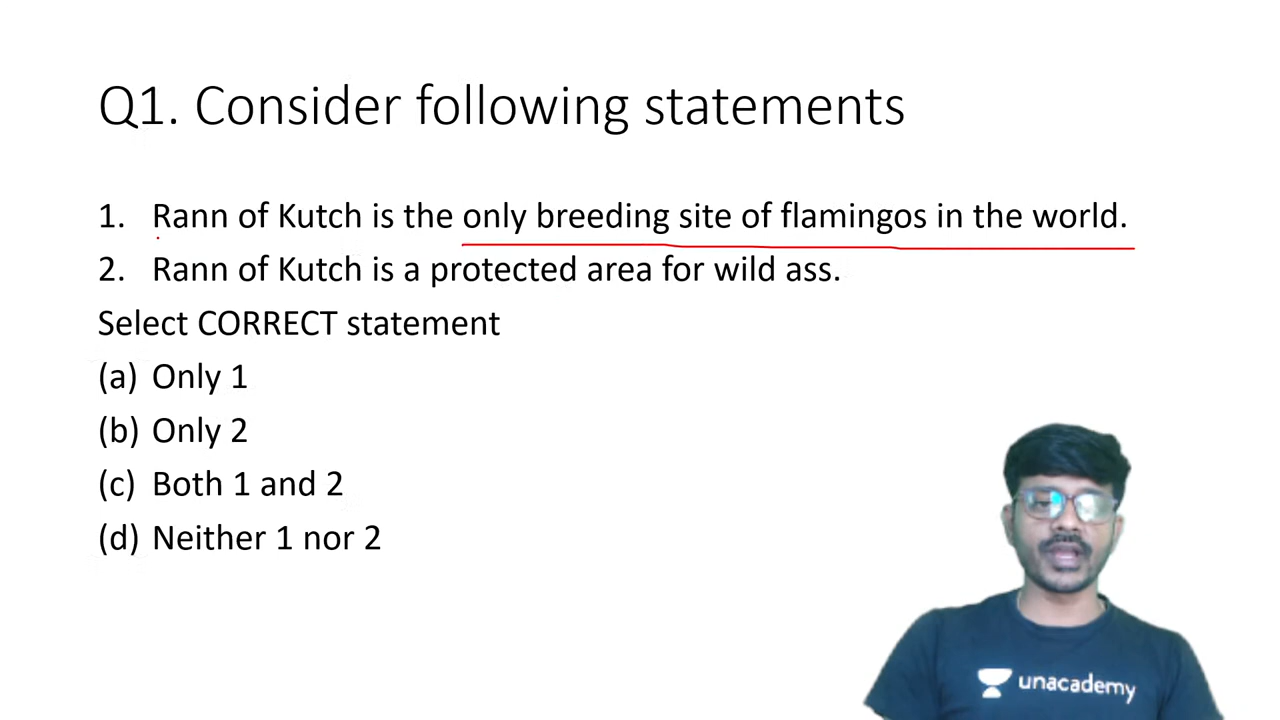 Q1. Consider following statements
1. Rann of Kutch is the only breeding site of flamingos in the world.
2. Rann of Kutch is a protected area for wild ass.
Select CORRECT statement
(a) Only 1
(b) Only 2
(c) Both 1 and 2
(d) Neither 1 nor 2
unacademy